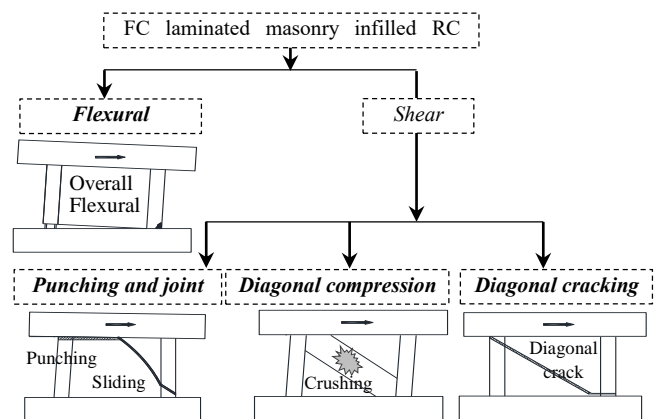 FC laminated masonry infilled RC
Flexural
Shear
Overall
Flexural
Punching and joint
Diagonal compression
Diagonal cracking
Punching
Sliding
Crushing
Diagonal
crack